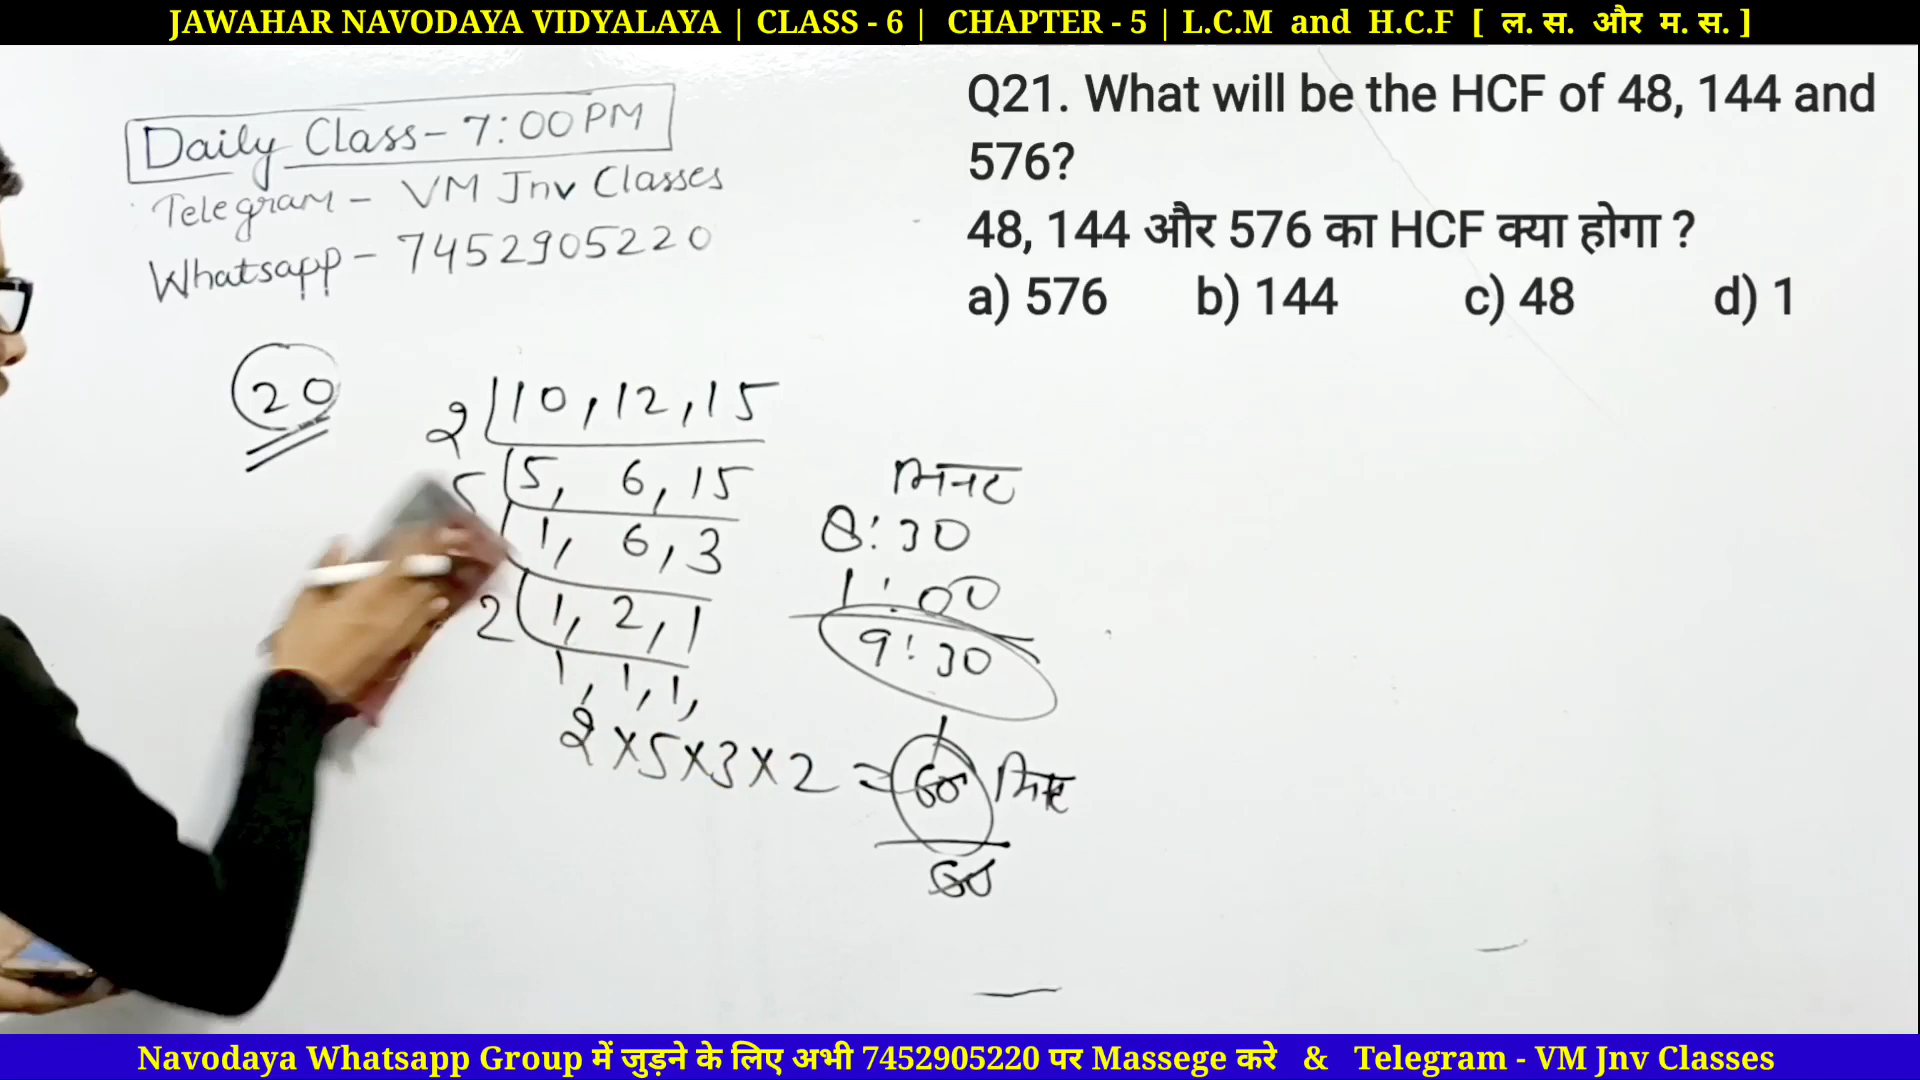 JAWAHAR NAVODAYA VIDYALAYA | CLASS - 6 | CHAPTER - 5 | L.C.M and H.C.F [ ल. स. और म. स. ]
Daily Class - 7:00 PM
Telegram - VM Jnv Classes
Whatsapp - 7452905220
Q21. What will be the HCF of 48, 144 and
576?
48, 144 और 576 का HCF क्या होगा ?
a) 576 b) 144 c) 48 d) 1
20
2 10, 12, 15
5 5, 6, 15
1, 6, 3
2 1, 2, 1
1, 1, 1,
2 × 5 × 3 × 2 = 60 मिनट
60
1
मिनट
8:30
1:00
9:30
Navodaya Whatsapp Group में जुड़ने के लिए अभी 7452905220 पर Massege करे & Telegram - VM Jnv Classes